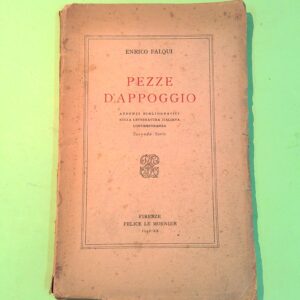 ENRICO FALQUI
PEZZE
D'APPOGGIO
APPUNTI BIBLIOGRAFICI
SULLA LETTERATURA ITALIANA
CONTEMPORANEA
Seconda Serie
FIRENZE
FELICE LE MONNIER